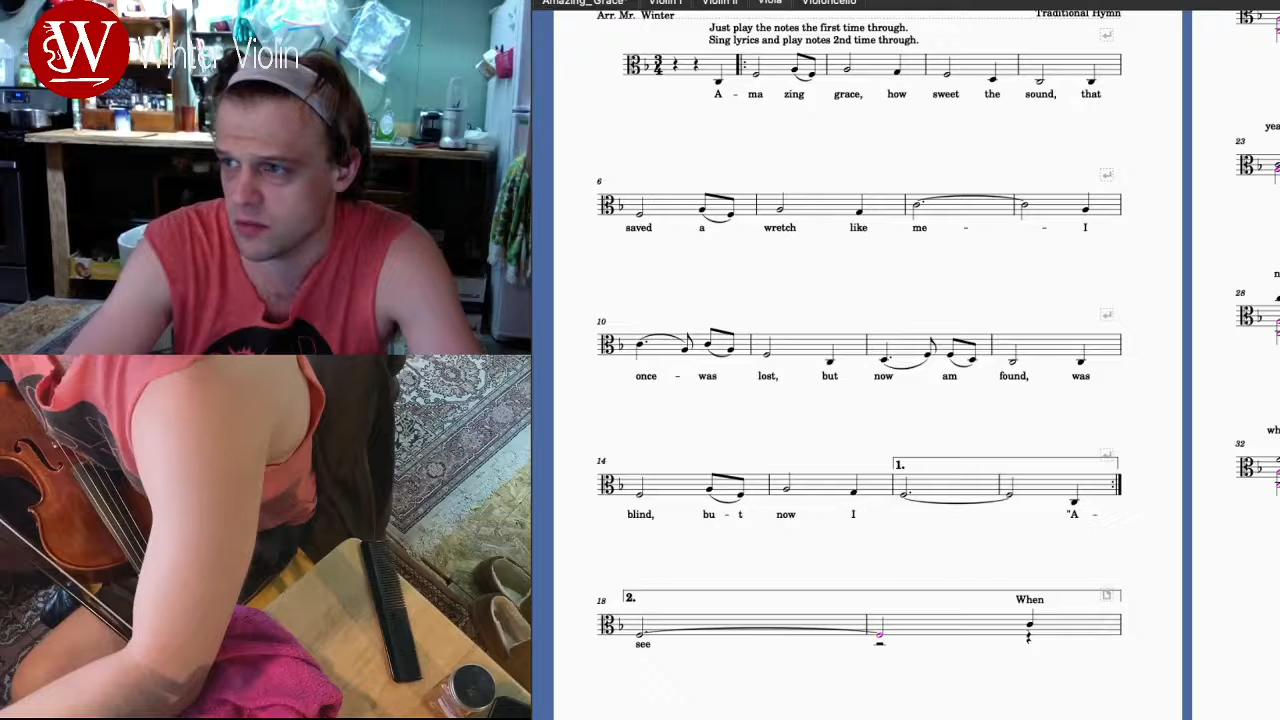 Winter Violin
Amazing_Grace
Violin I
Violin II
Viola
Violoncello
Arr. Mr. Winter
Traditional Hymn
Just play the notes the first time through.
Sing lyrics and play notes 2nd time through.
A - ma zing grace, how sweet the sound, that
6
saved a wretch like me - - I
10
once - was lost, but now am found, was
14
1.
blind, bu - t now I "A -
18
2.
When
see
23
28
32